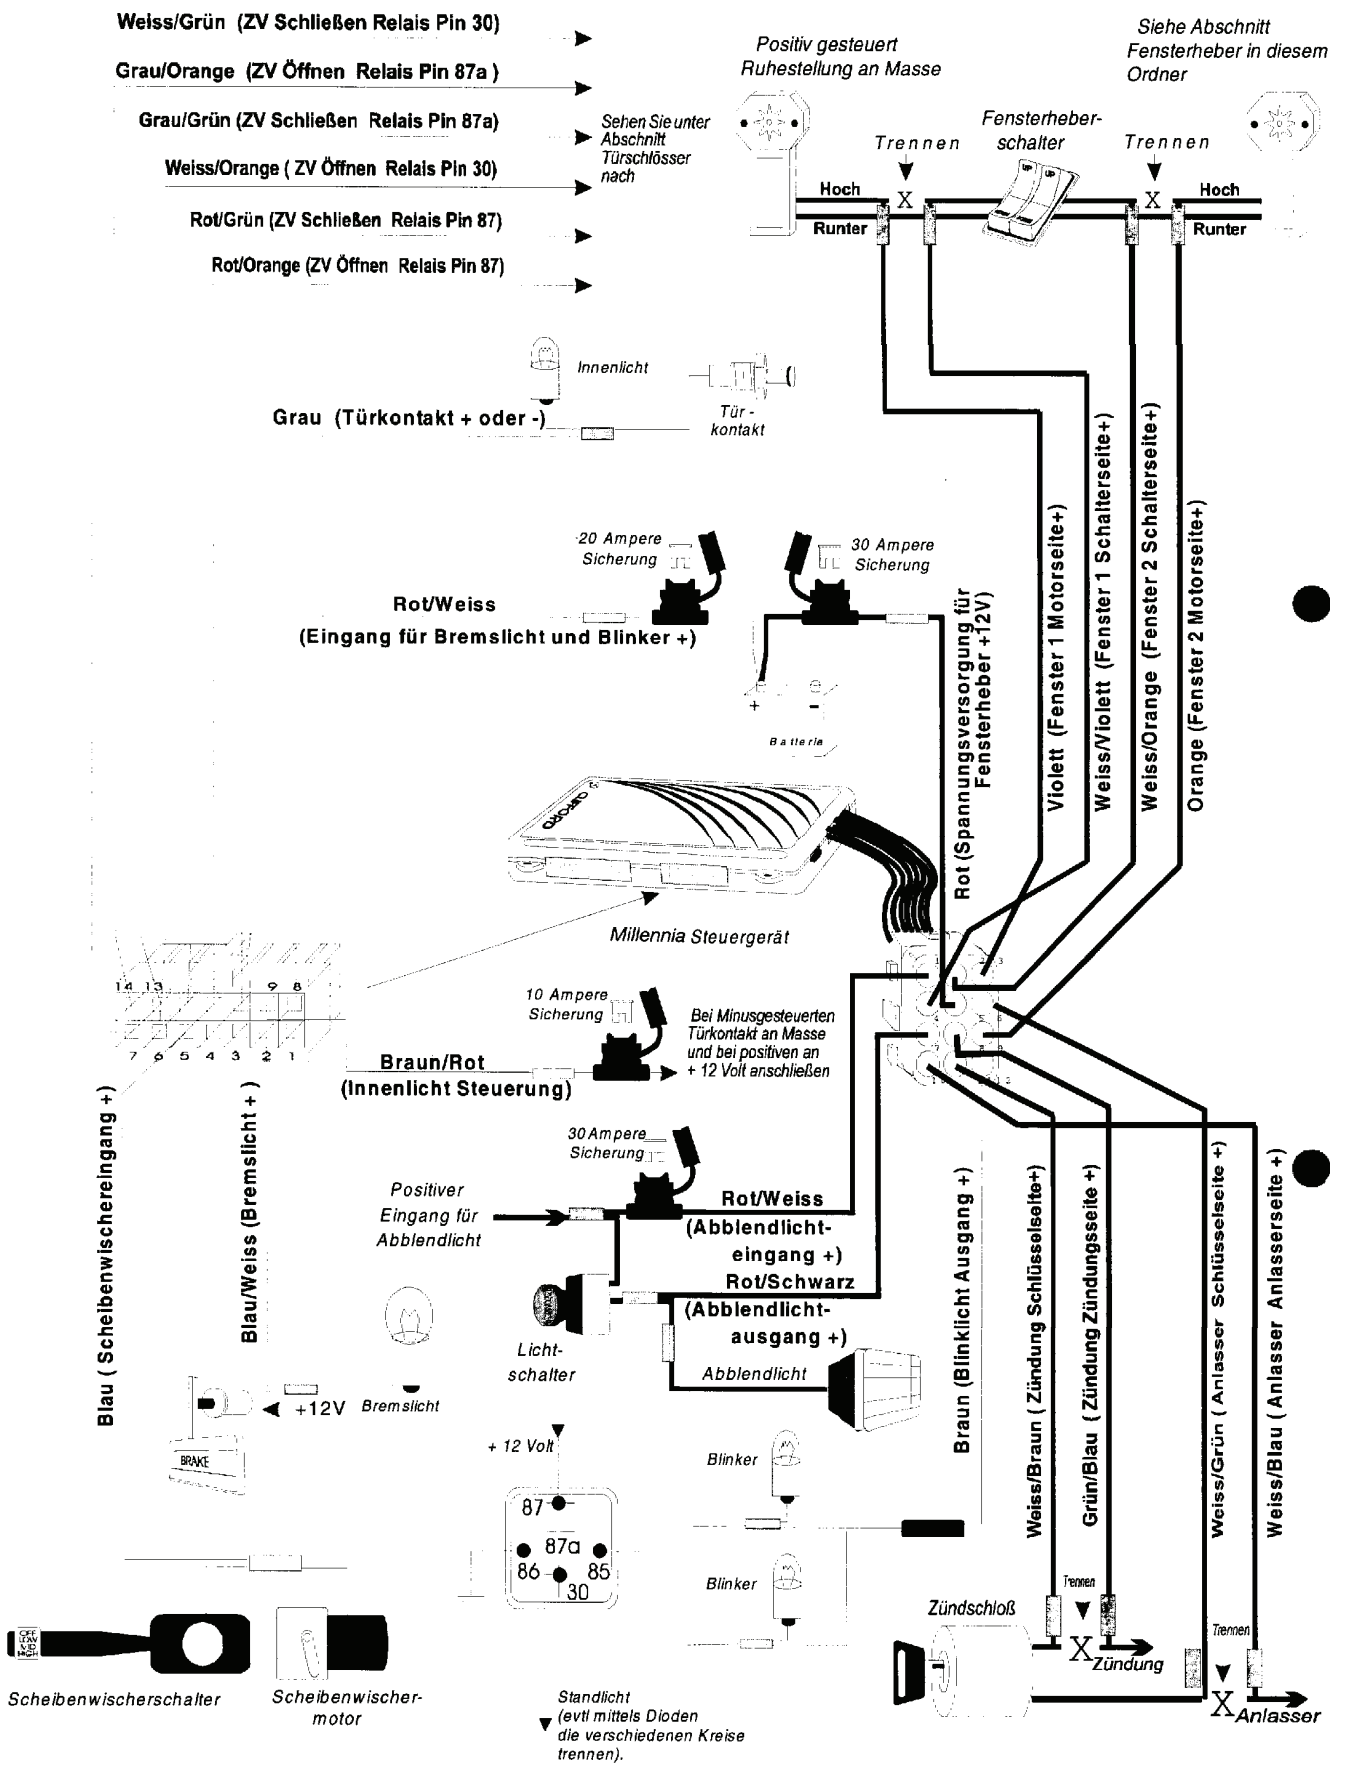 Weiss/Grün (ZV Schließen Relais Pin 30)
Grau/Orange (ZV Öffnen Relais Pin 87a )
Grau/Grün (ZV Schließen Relais Pin 87a)
Weiss/Orange ( ZV Öffnen Relais Pin 30)
Rot/Grün (ZV Schließen Relais Pin 87)
Rot/Orange (ZV Öffnen Relais Pin 87)
Sehen Sie unter
Abschnitt
Türschlösser
nach
Positiv gesteuert
Ruhestellung an Masse
Siehe Abschnitt
Fensterheber in diesem
Ordner
Trennen
Fensterheber-
schalter
Trennen
UP
UP
Hoch
X
X
Hoch
Runter
Runter
Innenlicht
Grau (Türkontakt + oder -)
Tür -
kontakt
20 Ampere
Sicherung
30 Ampere
Sicherung
Rot/Weiss
(Eingang für Bremslicht und Blinker +)
+
-
Batterie
Rot (Spannungsversorgung für
Fensterheber +12V)
Violett (Fenster 1 Motorseite+)
Weiss/Violett (Fenster 1 Schalterseite+)
Weiss/Orange (Fenster 2 Schalterseite+)
Orange (Fenster 2 Motorseite+)
CLIFFORD
Millennia Steuergerät
14 13 9 8
7 6 5 4 3 2 1
10 Ampere
Sicherung
Bei Minusgesteuerten
Türkontakt an Masse
und bei positiven an
+ 12 Volt anschließen
Braun/Rot
(Innenlicht Steuerung)
Blau ( Scheibenwischereingang +)
Blau/Weiss (Bremslicht +)
30 Ampere
Sicherung
Positiver
Eingang für
Abblendlicht
Rot/Weiss
(Abblendlicht-
eingang +)
Rot/Schwarz
(Abblendlicht-
ausgang +)
Licht-
schalter
Abblendlicht
Braun (Blinklicht Ausgang +)
Weiss/Braun ( Zündung Schlüsselseite+)
Grün/Blau ( Zündung Zündungsseite +)
Weiss/Grün ( Anlasser Schlüsselseite +)
Weiss/Blau ( Anlasser Anlasserseite +)
+12V
Bremslicht
BRAKE
+ 12 Volt
87
87a
86
85
30
Blinker
Blinker
Zündschloß
Trennen
X
Zündung
Trennen
X
Anlasser
OFF
LOW
MID
HIGH
Scheibenwischerschalter
Scheibenwischer-
motor
Standlicht
(evtl mittels Dioden
die verschiedenen Kreise
trennen).